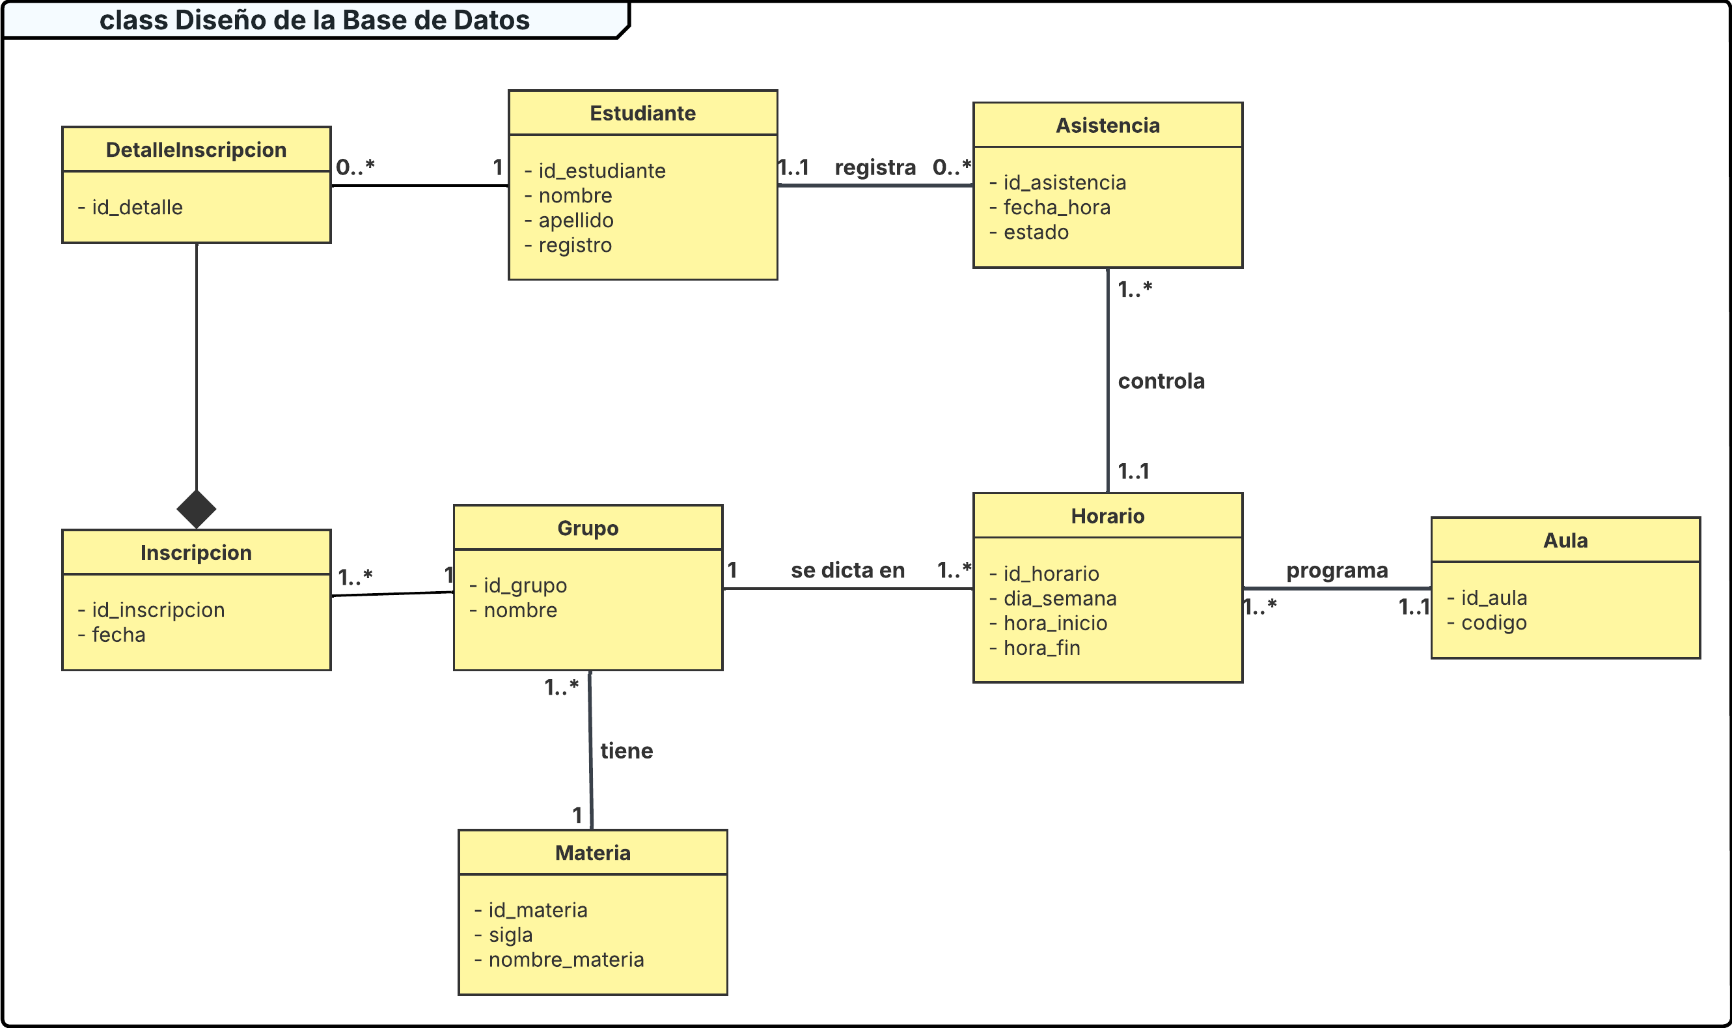 class Diseño de la Base de Datos
DetalleInscripcion
- id_detalle
0..*
1
Estudiante
- id_estudiante
- nombre
- apellido
- registro
1..1
registra
0..*
Asistencia
- id_asistencia
- fecha_hora
- estado
1..*
controla
1..1
Inscripcion
- id_inscripcion
- fecha
1..*
1
Grupo
- id_grupo
- nombre
1
se dicta en
1..*
Horario
- id_horario
- dia_semana
- hora_inicio
- hora_fin
programa
1..*
1..1
Aula
- id_aula
- codigo
1..*
tiene
1
Materia
- id_materia
- sigla
- nombre_materia